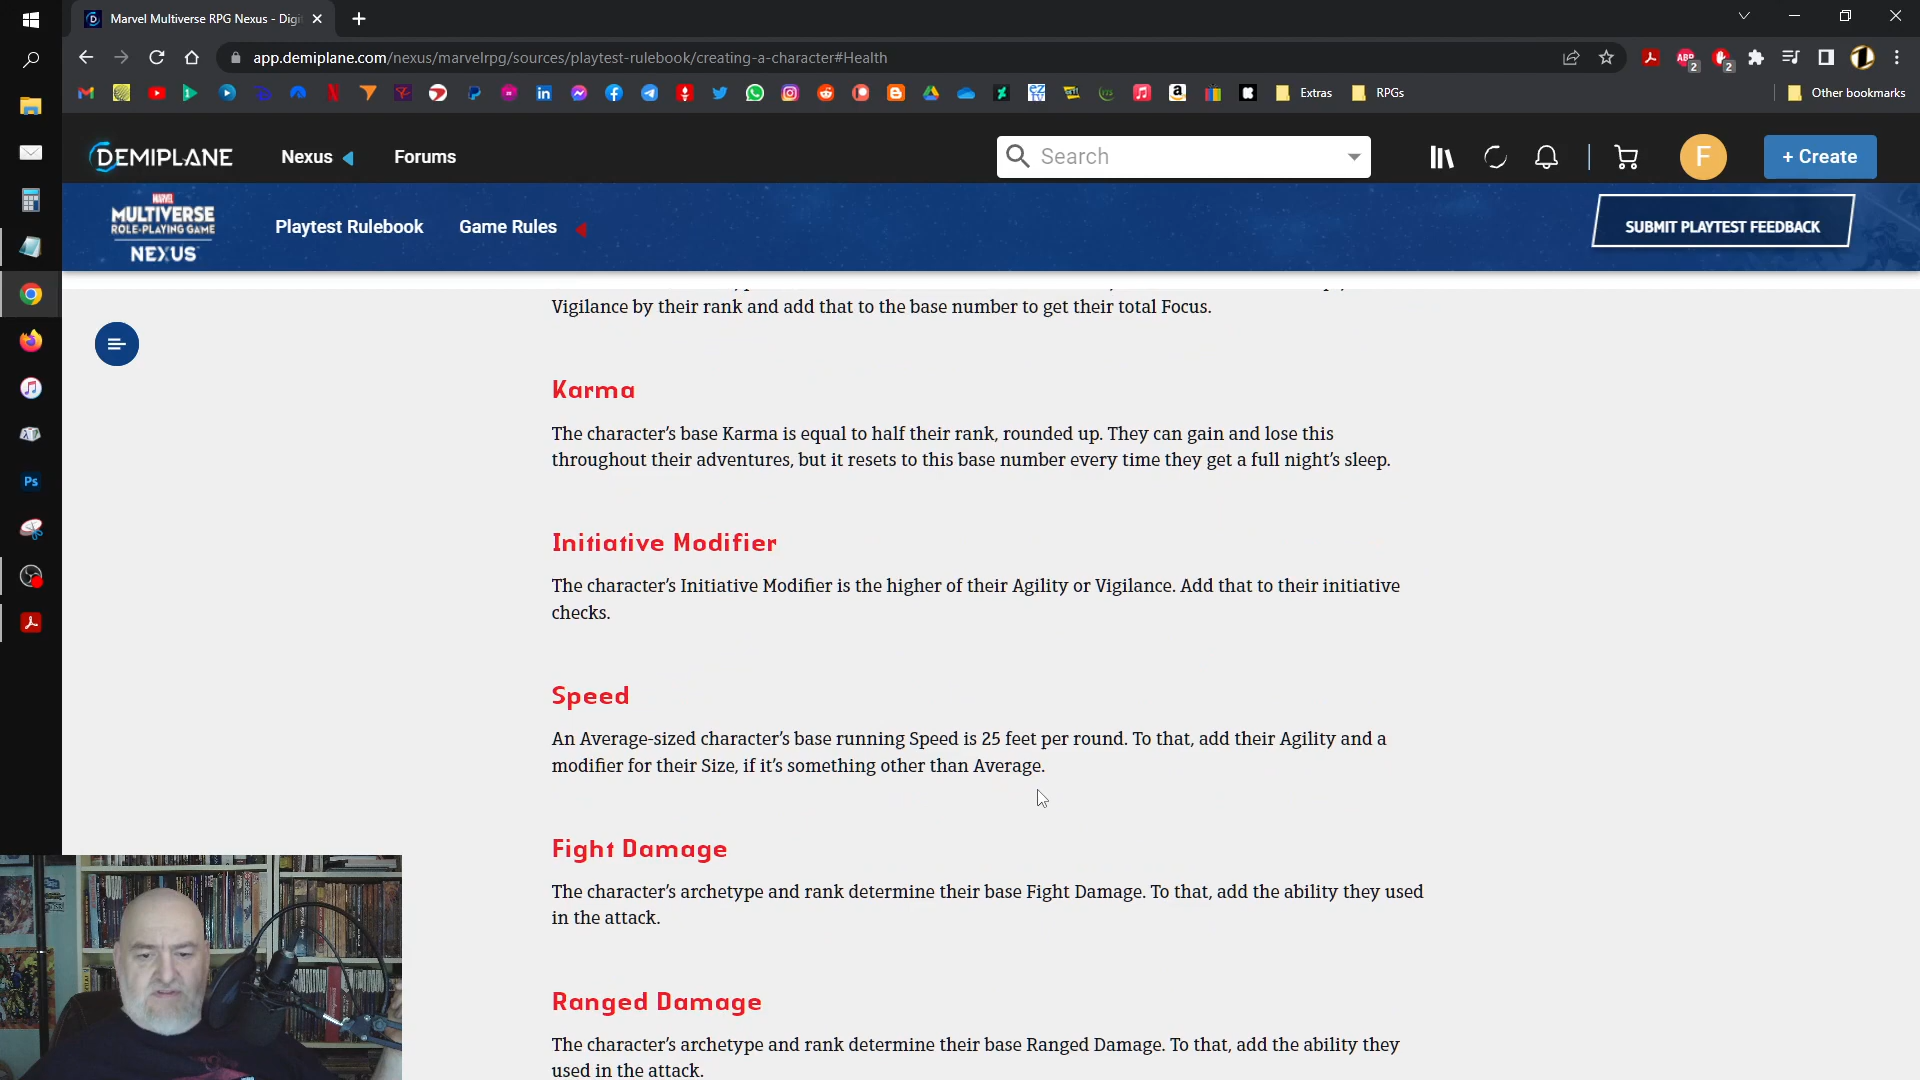 Marvel Multiverse RPG Nexus - Digi
app.demiplane.com/nexus/marvelrpg/sources/playtest-rulebook/creating-a-character#Health
ABP
2
2
Extras
RPGs
Other bookmarks
DEMIPLANE
Nexus
Forums
Search
F
+ Create
MARVEL
MULTIVERSE
ROLE-PLAYING GAME
NEXUS
Playtest Rulebook
Game Rules
SUBMIT PLAYTEST FEEDBACK
Vigilance by their rank and add that to the base number to get their total Focus.
Karma
The character's base Karma is equal to half their rank, rounded up. They can gain and lose this
throughout their adventures, but it resets to this base number every time they get a full night's sleep.
Initiative Modifier
The character's Initiative Modifier is the higher of their Agility or Vigilance. Add that to their initiative
checks.
Speed
An Average-sized character's base running Speed is 25 feet per round. To that, add their Agility and a
modifier for their Size, if it's something other than Average.
Ps
Fight Damage
The character's archetype and rank determine their base Fight Damage. To that, add the ability they used
in the attack.
Ranged Damage
The character's archetype and rank determine their base Ranged Damage. To that, add the ability they
used in the attack.